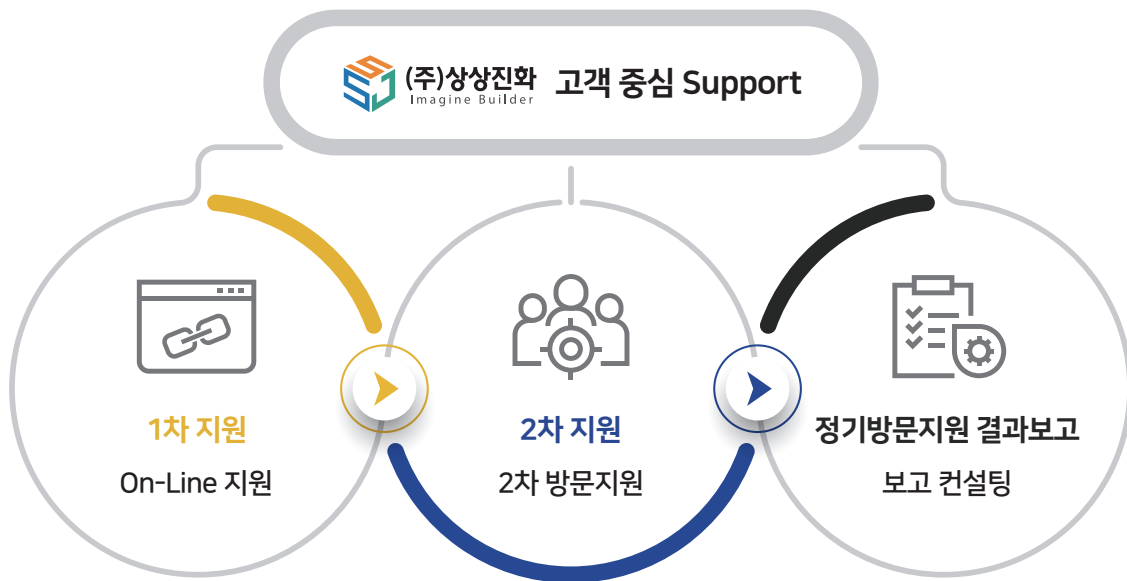 (주)상상진화 고객 중심 Support
Imagine Builder
1차 지원
On-Line 지원
2차 지원
2차 방문지원
정기방문지원 결과보고
보고 컨설팅